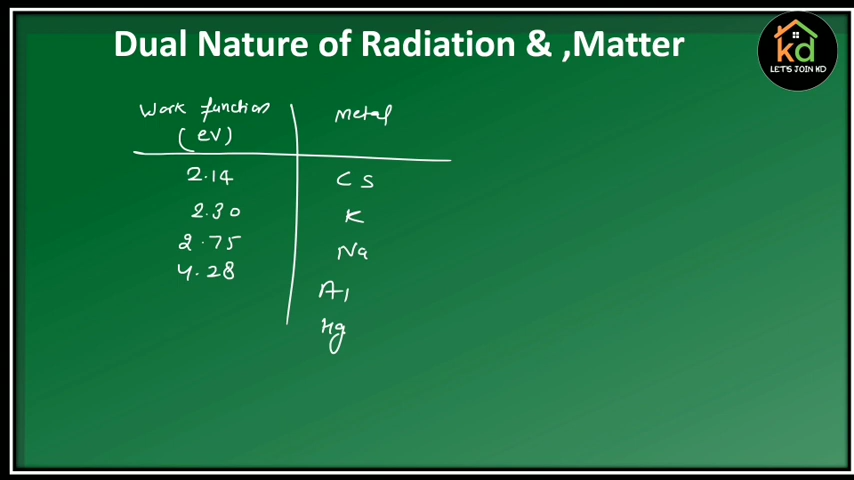 Dual Nature of Radiation & ,Matter
kd
LET'S JOIN KD
Work function Metal
(eV)
2.14 Cs
2.30 K
2.75 Na
4.28 Al
Hg